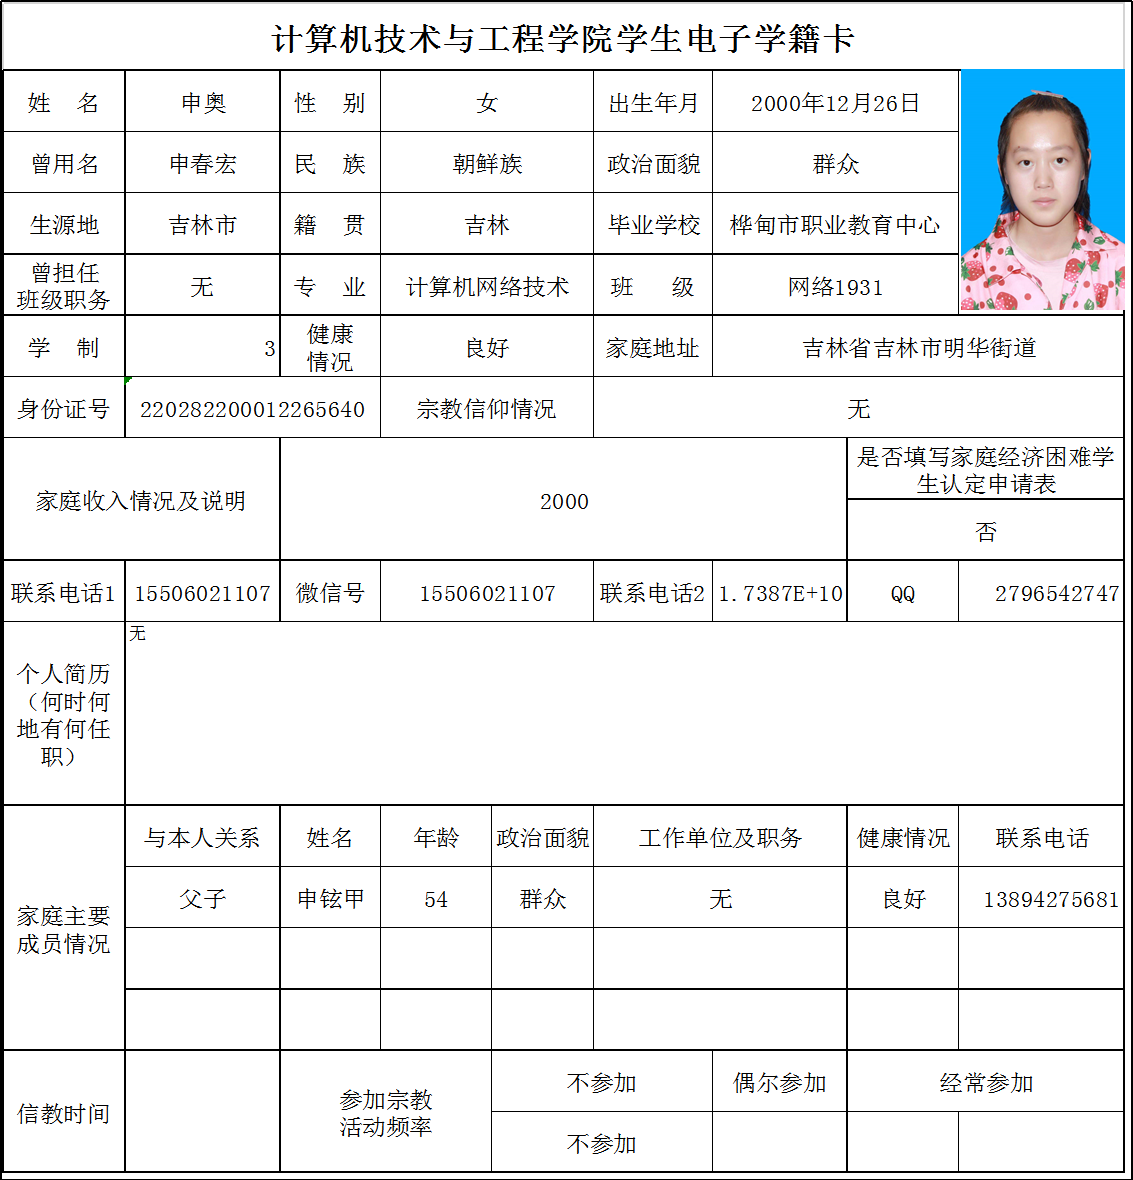 计算机技术与工程学院学生电子学籍卡
姓 名 申奥 性 别 女 出生年月 2000年12月26日
曾用名 申春宏 民 族 朝鲜族 政治面貌 群众
生源地 吉林市 籍 贯 吉林 毕业学校 桦甸市职业教育中心
曾担任
班级职务 无 专 业 计算机网络技术 班 级 网络1931
学 制 3 健康
情况 良好 家庭地址 吉林省吉林市明华街道
身份证号 220282200012265640 宗教信仰情况 无
家庭收入情况及说明 2000 是否填写家庭经济困难学
生认定申请表
否
联系电话1 15506021107 微信号 15506021107 联系电话2 1.7387E+10 QQ 2796542747
个人简历
（何时何
地有何任
职） 无
家庭主要
成员情况 与本人关系 姓名 年龄 政治面貌 工作单位及职务 健康情况 联系电话
父子 申铉甲 54 群众 无 良好 13894275681
信教时间 参加宗教
活动频率 不参加 偶尔参加 经常参加
不参加